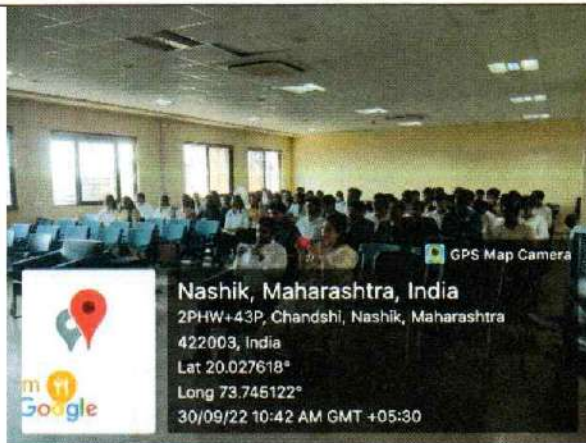 GPS Map Camera
Nashik, Maharashtra, India
2PHW+43P, Chandshi, Nashik, Maharashtra
422003, India
Lat 20.027618°
Long 73.745122°
30/09/22 10:42 AM GMT +05:30
m
Google